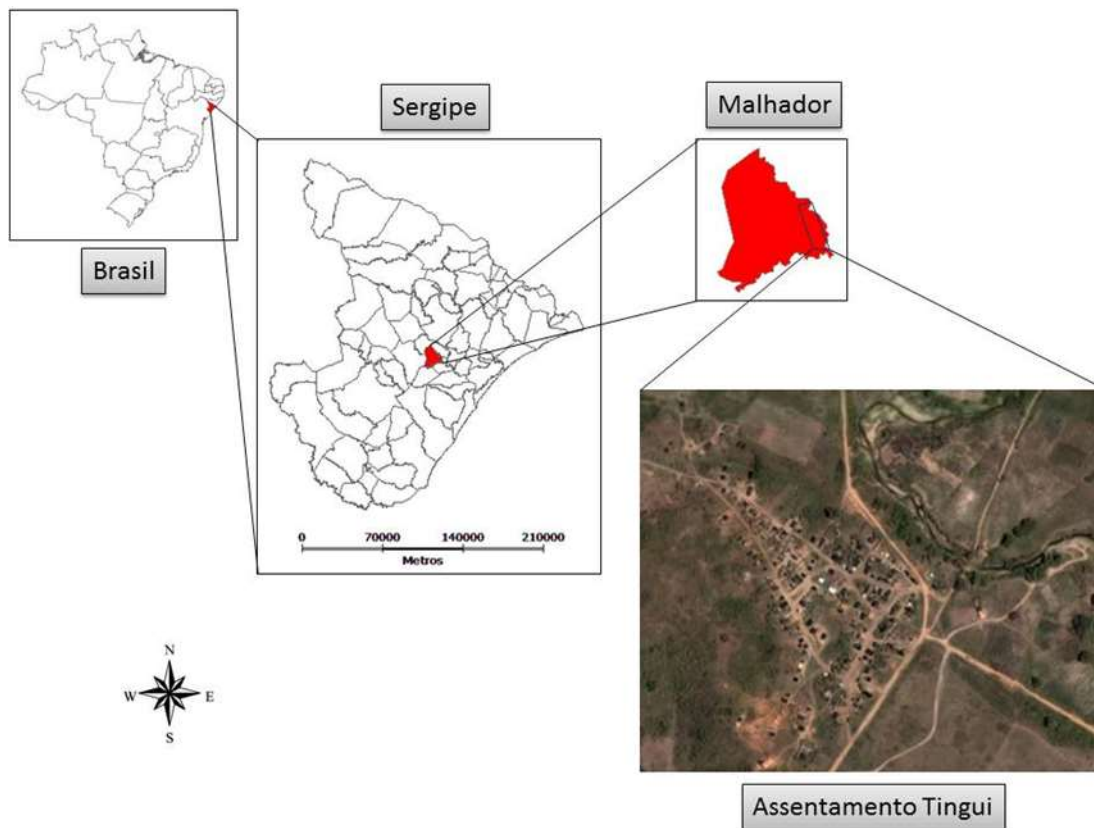 Sergipe
Malhador
Brasil
0 70000 140000 210000
Metros
N
W E
S
Assentamento Tingui